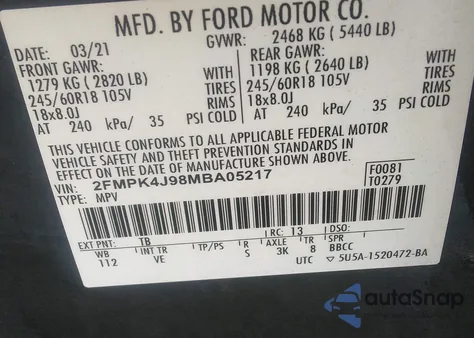 MFD. BY FORD MOTOR CO.
DATE: 03/21 GVWR: 2468 KG ( 5440 LB)
FRONT GAWR: REAR GAWR:
1279 KG ( 2820 LB) WITH 1198 KG ( 2640 LB) WITH
245/60R18 105V TIRES 245/60R18 105V TIRES
18x8.0J RIMS 18x8.0J RIMS
AT 240 kPa/ 35 PSI COLD AT 240 kPa/ 35 PSI COLD
THIS VEHICLE CONFORMS TO ALL APPLICABLE FEDERAL MOTOR
VEHICLE SAFETY AND THEFT PREVENTION STANDARDS IN
EFFECT ON THE DATE OF MANUFACTURE SHOWN ABOVE.
VIN: 2FMPK4J98MBA05217 F0081
TYPE: MPV T0279
EXT PNT: TB RC: 13 DSO:
WB INT TR TP/PS R AXLE TR SPR
112 VE S 3K 8 BBCC
UTC ▽ 5U5A-1520472-BA
autoSnap